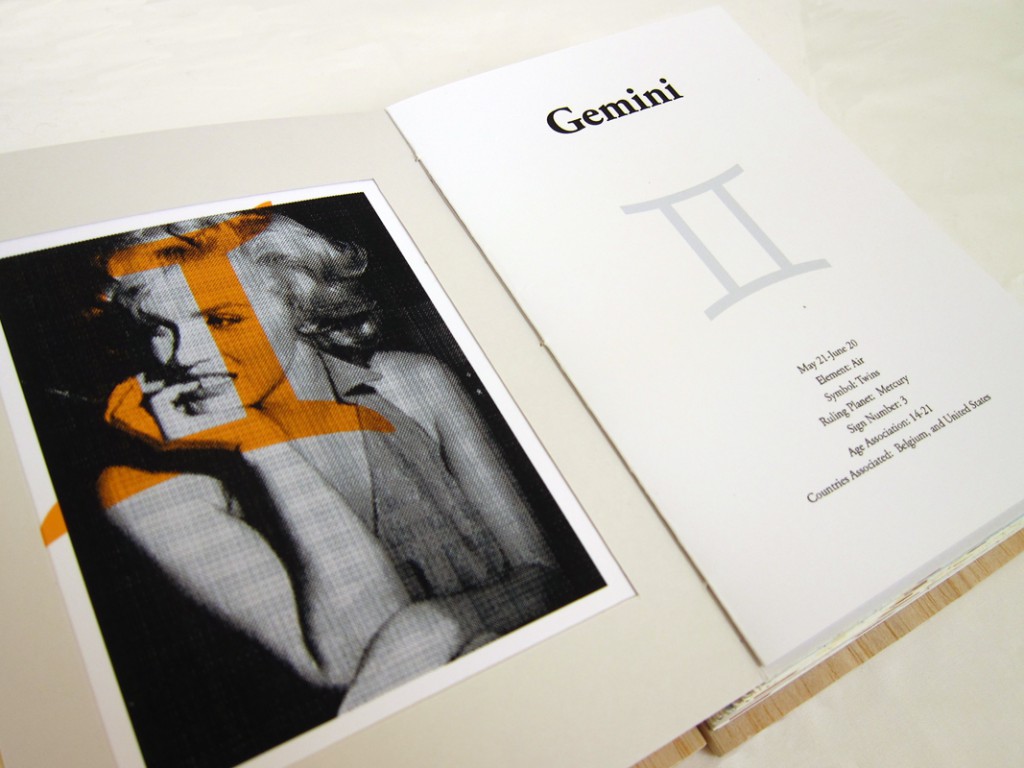 Gemini
May 21-June 20
Element: Air
Symbol: Twins
Ruling Planet: Mercury
Sign Number: 3
Age Association: 14-21
Countries Associated: Belgium, and United States